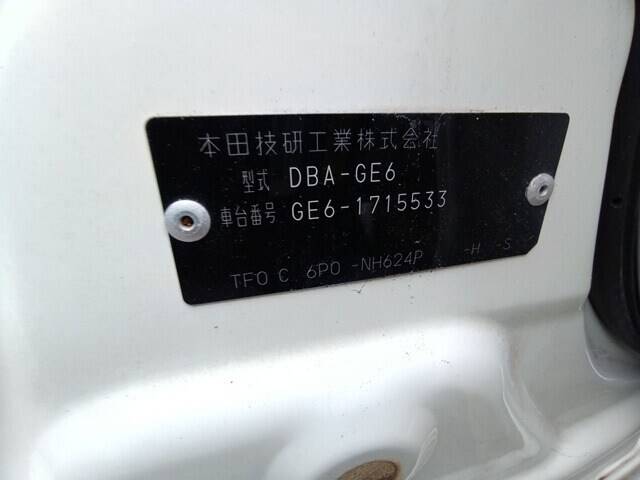 本田技研工業株式会社
型式 DBA-GE6
車台番号 GE6-1715533
TF0 C 6P0 -NH624P -H -S